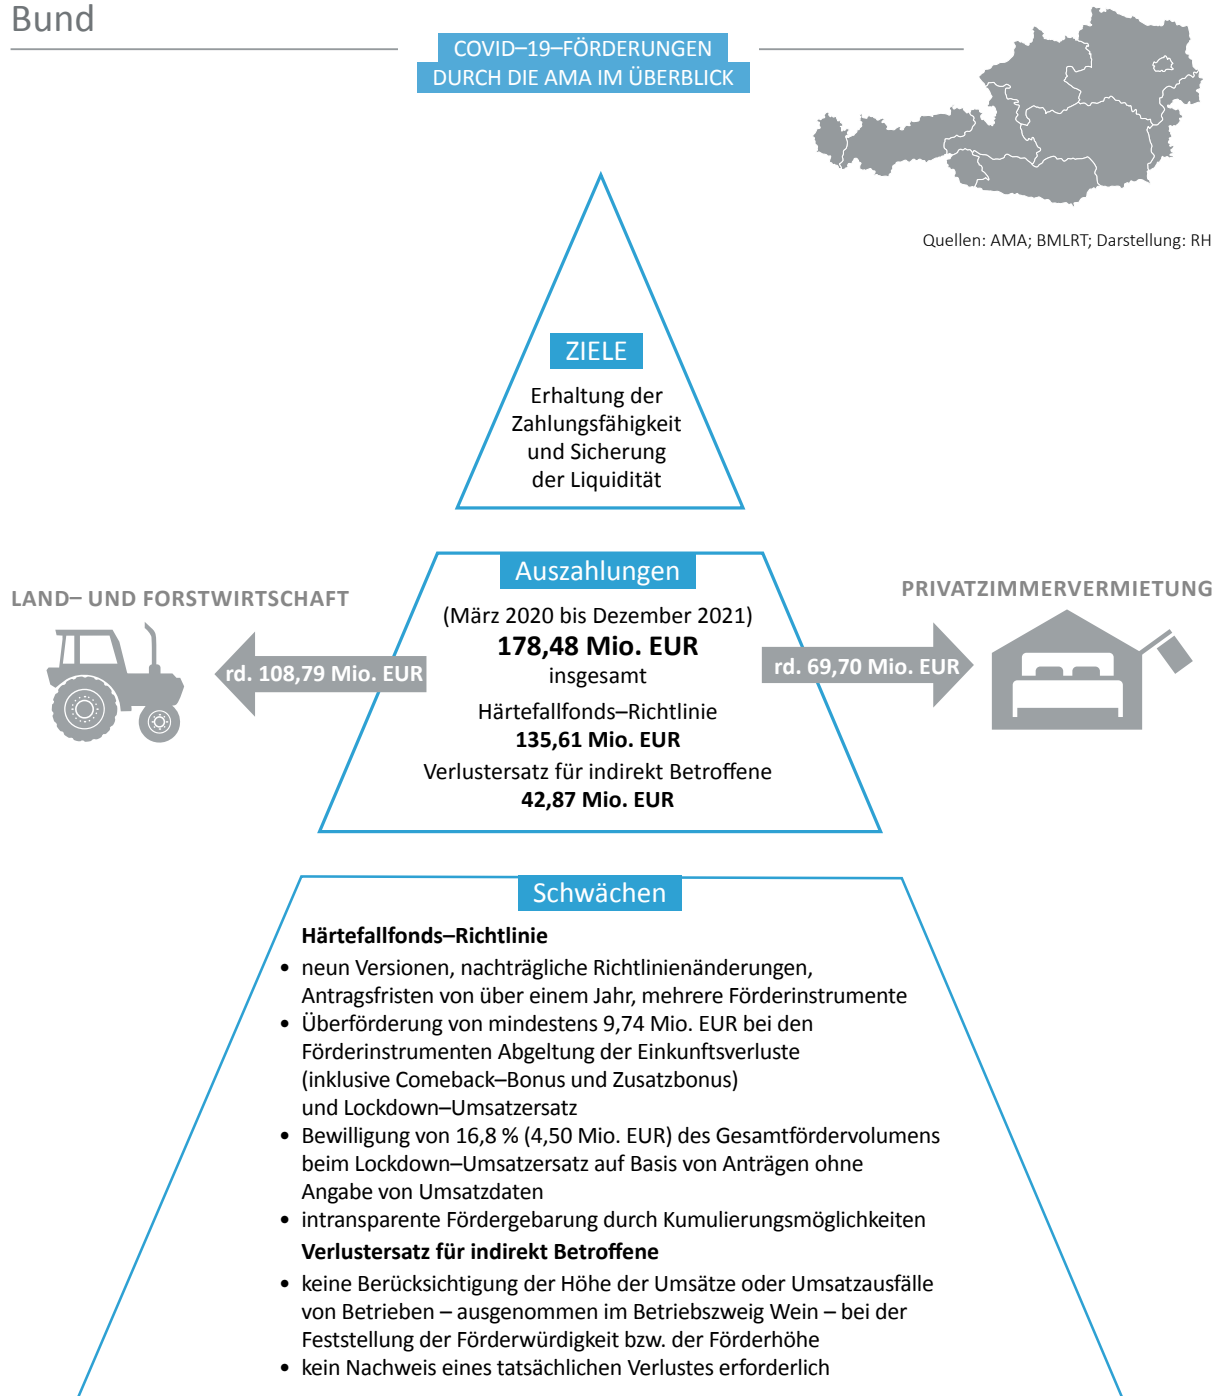 Bund
COVID–19–FÖRDERUNGEN
DURCH DIE AMA IM ÜBERBLICK
Quellen: AMA; BMLRT; Darstellung: RH
ZIELE
Erhaltung der
Zahlungsfähigkeit
und Sicherung
der Liquidität
Auszahlungen
(März 2020 bis Dezember 2021)
178,48 Mio. EUR
insgesamt
Härtefallfonds–Richtlinie
135,61 Mio. EUR
Verlustersatz für indirekt Betroffene
42,87 Mio. EUR
LAND– UND FORSTWIRTSCHAFT
rd. 108,79 Mio. EUR
PRIVATZIMMERVERMIETUNG
rd. 69,70 Mio. EUR
Schwächen
Härtefallfonds–Richtlinie
• neun Versionen, nachträgliche Richtlinienänderungen,
Antragsfristen von über einem Jahr, mehrere Förderinstrumente
• Überförderung von mindestens 9,74 Mio. EUR bei den
Förderinstrumenten Abgeltung der Einkunftsverluste
(inklusive Comeback–Bonus und Zusatzbonus)
und Lockdown–Umsatzersatz
• Bewilligung von 16,8 % (4,50 Mio. EUR) des Gesamtfördervolumens
beim Lockdown–Umsatzersatz auf Basis von Anträgen ohne
Angabe von Umsatzdaten
• intransparente Fördergebarung durch Kumulierungsmöglichkeiten
Verlustersatz für indirekt Betroffene
• keine Berücksichtigung der Höhe der Umsätze oder Umsatzausfälle
von Betrieben – ausgenommen im Betriebszweig Wein – bei der
Feststellung der Förderwürdigkeit bzw. der Förderhöhe
• kein Nachweis eines tatsächlichen Verlustes erforderlich